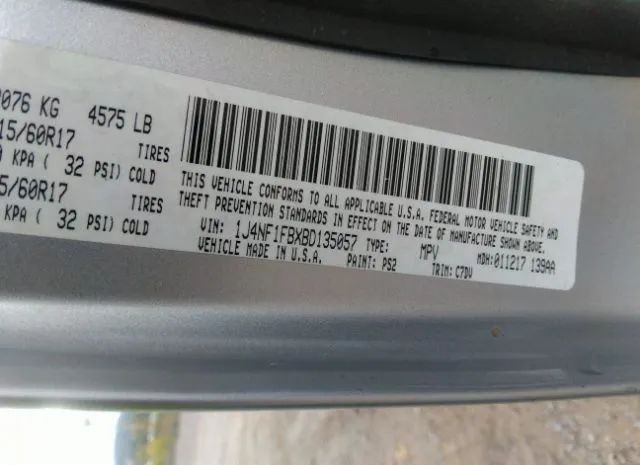 2076 KG 4575 LB
15/60R17 TIRES
KPA ( 32 PSI) COLD
5/60R17 TIRES
KPA ( 32 PSI) COLD
THIS VEHICLE CONFORMS TO ALL APPLICABLE U.S.A. FEDERAL MOTOR VEHICLE SAFETY AND
THEFT PREVENTION STANDARDS IN EFFECT ON THE DATE OF MANUFACTURE SHOWN ABOVE.
VIN: 1J4NF1FBXBD135057 TYPE: MPV MDH:011217 139AA
VEHICLE MADE IN U.S.A. PAINT: PS2 TRIM: C7DV